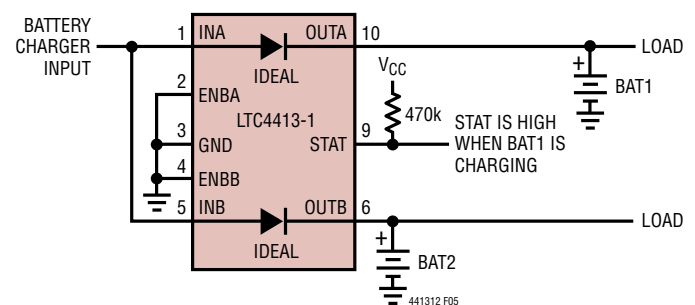 BATTERY
CHARGER
INPUT
1
INA
OUTA
10
LOAD
IDEAL
VCC
+
BAT1
2
ENBA
470k
LTC4413-1
3
GND
STAT
9
STAT IS HIGH
WHEN BAT1 IS
CHARGING
4
ENBB
5
INB
OUTB
6
LOAD
IDEAL
+
BAT2
441312 F05